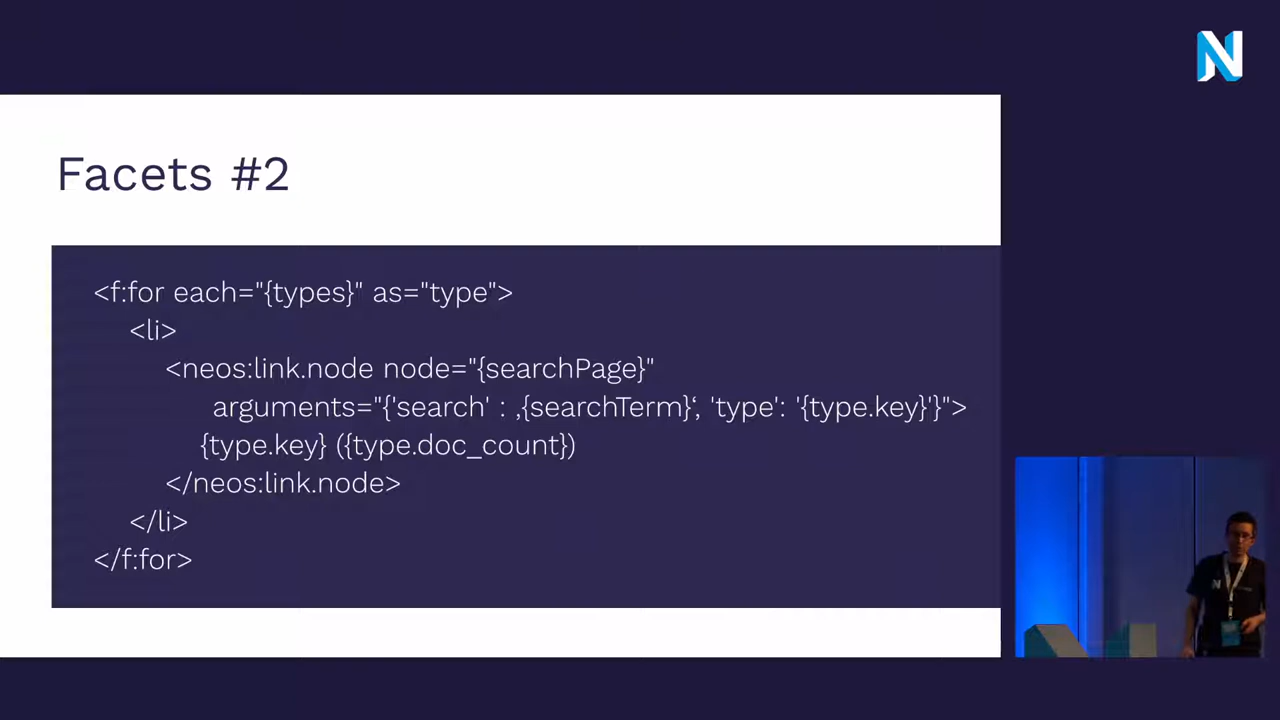 N
Facets #2
<f:for each="{types}" as="type">
<li>
<neos:link.node node="{searchPage}"
arguments="{'search' : ‚{searchTerm}‘, 'type': '{type.key}'}">
{type.key} ({type.doc_count})
</neos:link.node>
</li>
</f:for>